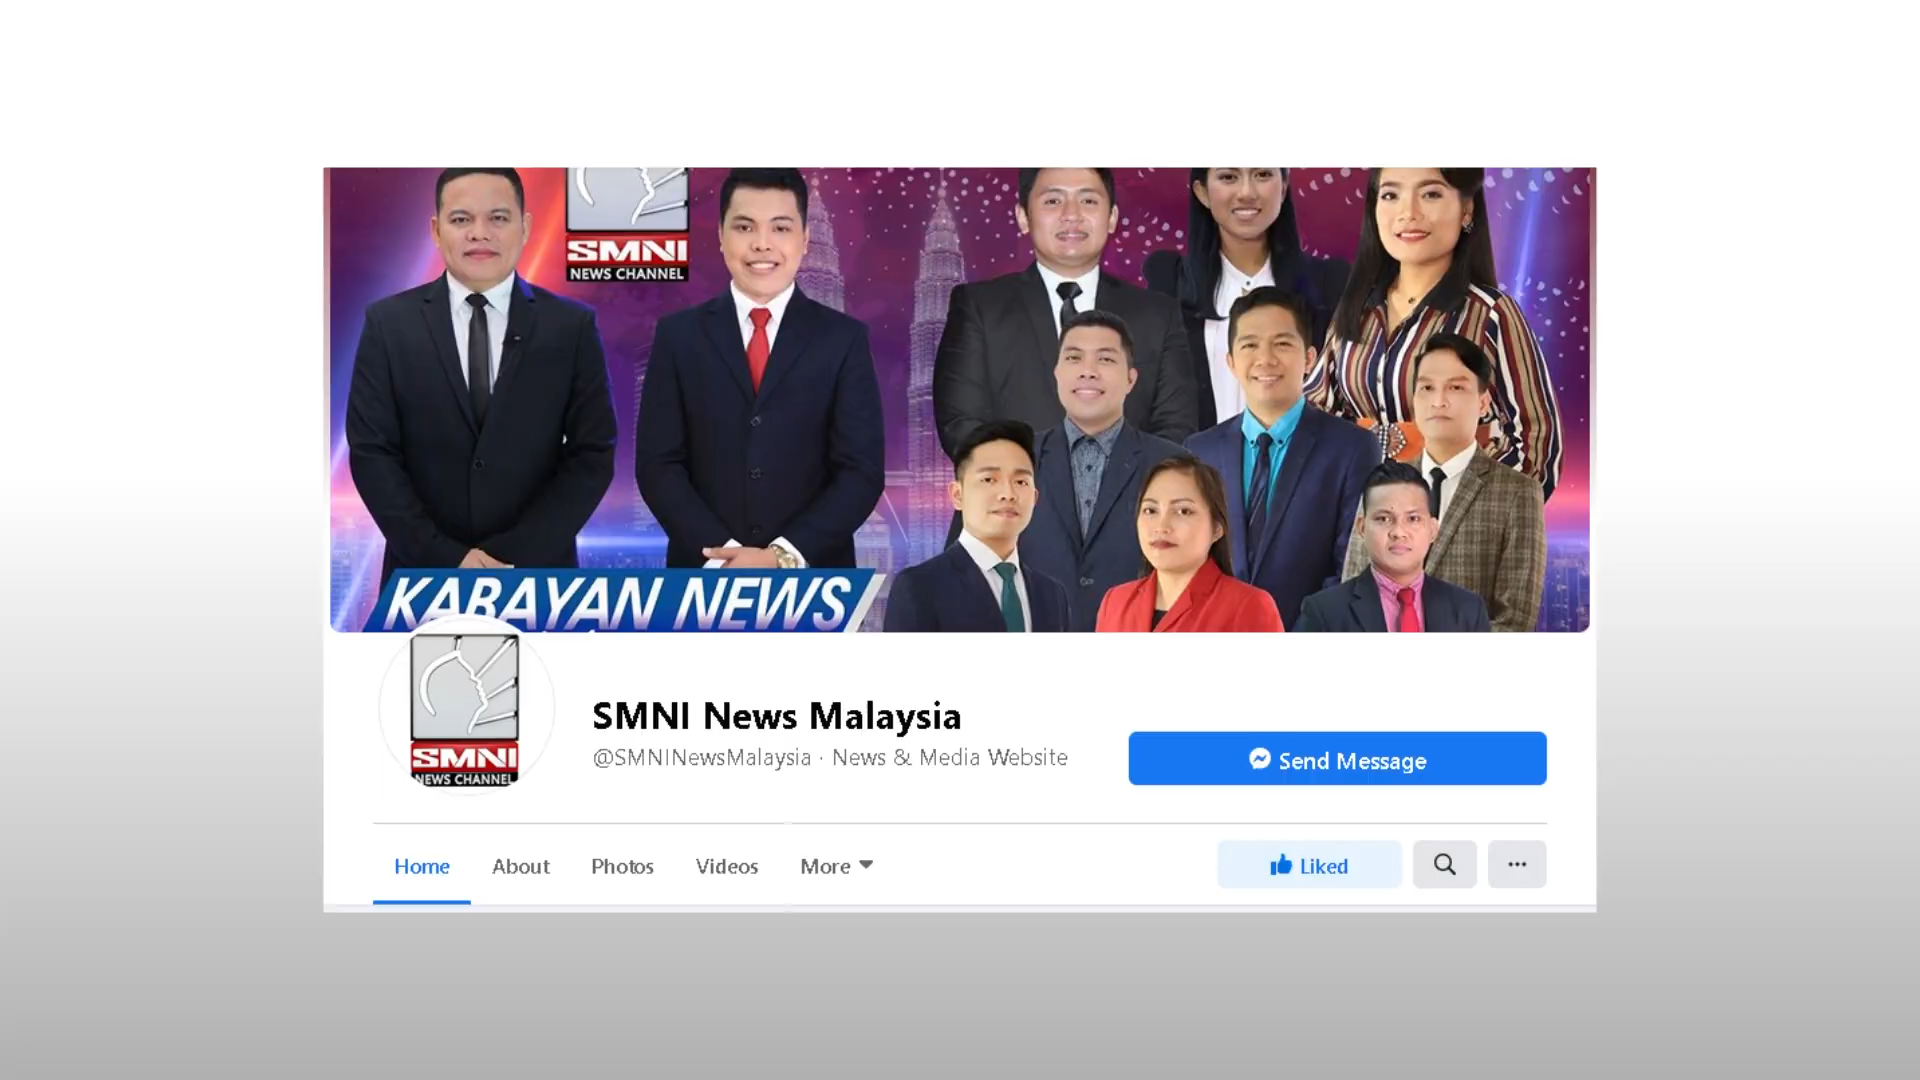 SMNI
NEWS CHANNEL
KABAYAN NEWS
SMNI
NEWS CHANNEL
SMNI News Malaysia
@SMNINewsMalaysia · News & Media Website
Send Message
Home About Photos Videos More
Liked